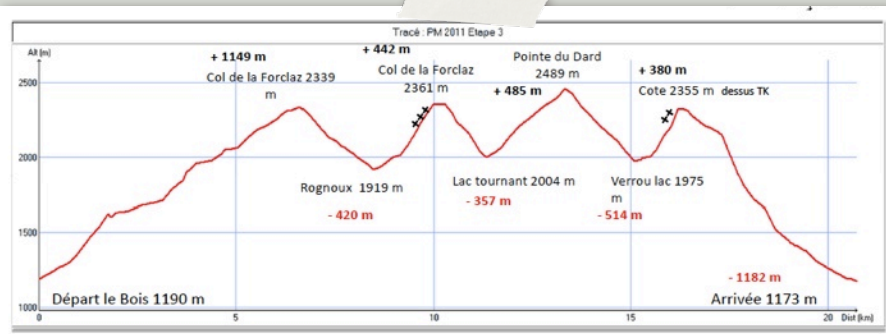 Tracé : PM 2011 Etape 3
Alt (m)
+ 1149 m
+ 442 m
Pointe du Dard
2489 m
Col de la Forclaz 2339
m
Col de la Forclaz
2361 m
+ 485 m
+ 380 m
Cote 2355 m dessus TK
2500
2000
1500
1000
Rognoux 1919 m
- 420 m
Lac tournant 2004 m
- 357 m
Verrou lac 1975
m
- 514 m
- 1182 m
Départ le Bois 1190 m
Arrivée 1173 m
0
5
10
15
20
Dist (km)